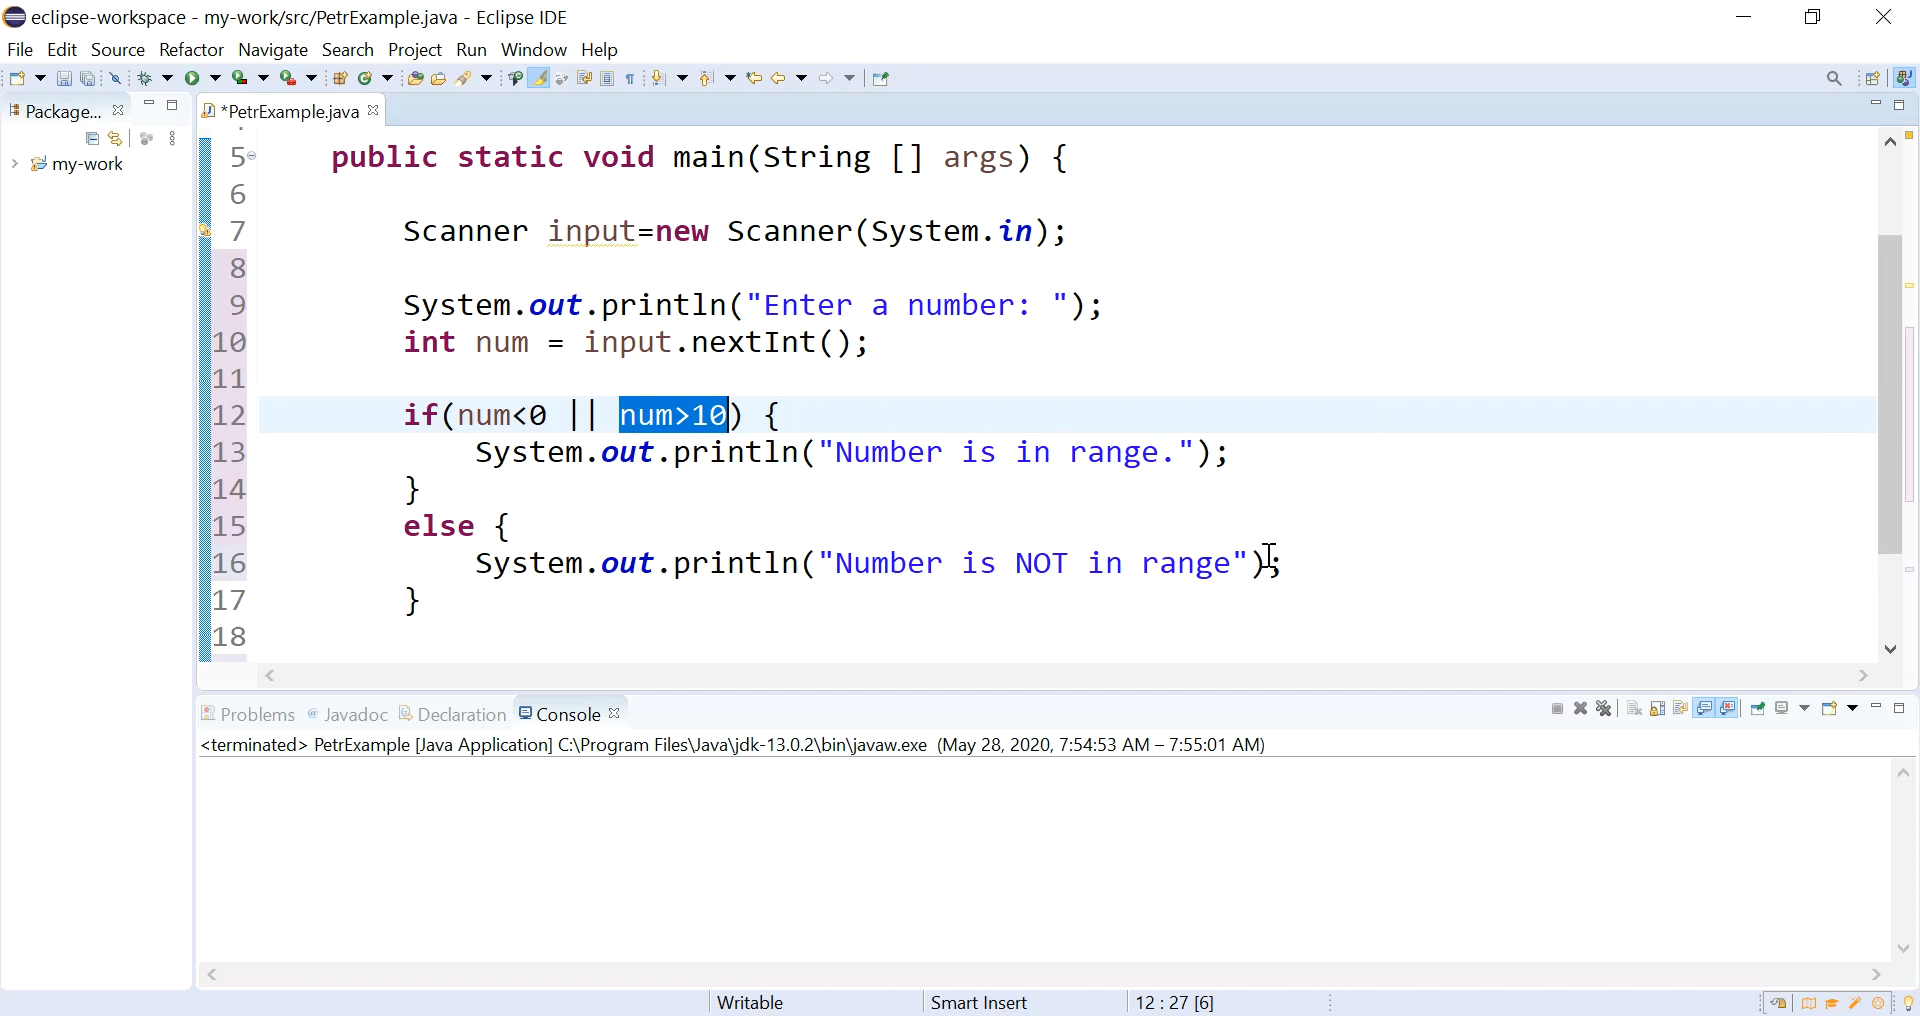 eclipse-workspace - my-work/src/PetrExample.java - Eclipse IDE
File Edit Source Refactor Navigate Search Project Run Window Help
Package...
*PetrExample.java
my-work
5 public static void main(String [] args) {
6
7 Scanner input=new Scanner(System.in);
8
9 System.out.println("Enter a number: ");
10 int num = input.nextInt();
11
12 if(num<0 || num>10) {
13 System.out.println("Number is in range.");
14 }
15 else {
16 System.out.println("Number is NOT in range");
17 }
18
Problems Javadoc Declaration Console
<terminated> PetrExample [Java Application] C:\Program Files\Java\jdk-13.0.2\bin\javaw.exe (May 28, 2020, 7:54:53 AM – 7:55:01 AM)
Writable Smart Insert 12 : 27 [6]